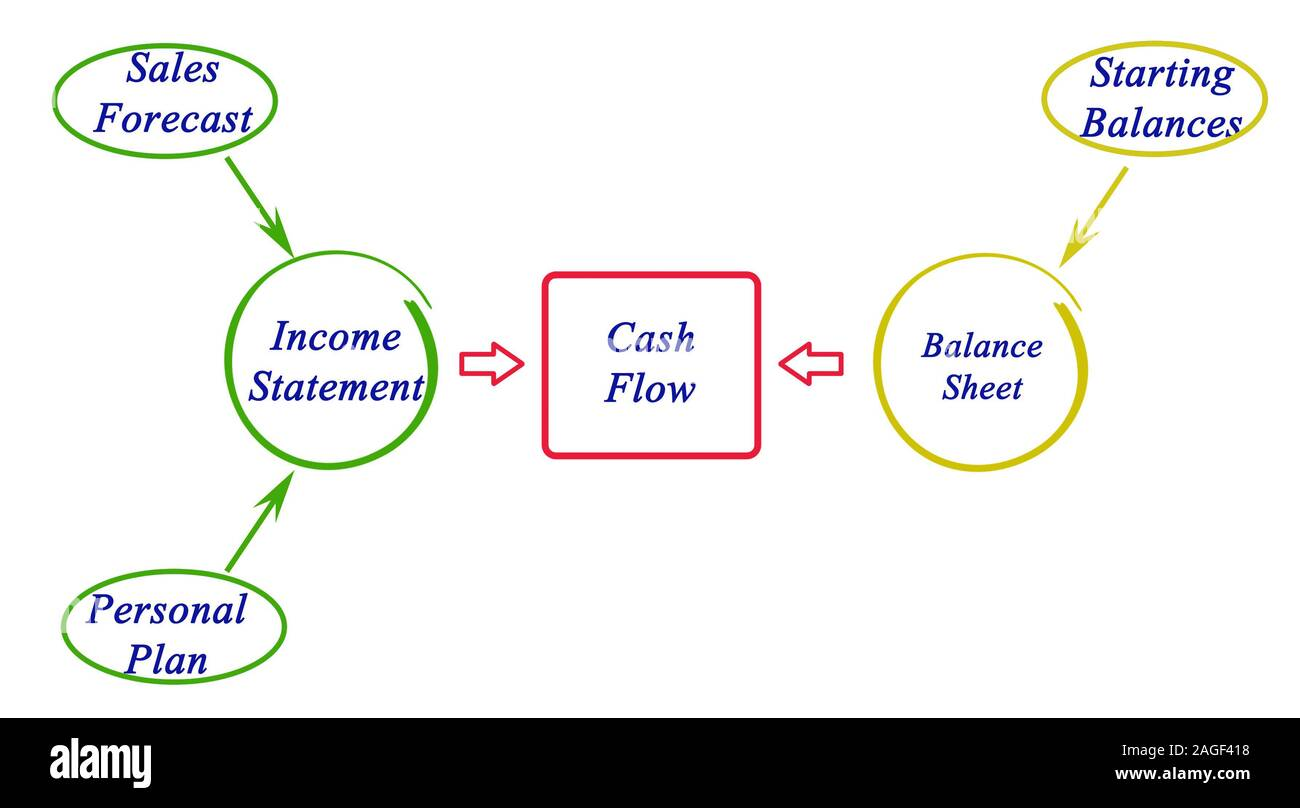 Sales
Forecast
Starting
Balances
Income
Statement
Cash
Flow
Balance
Sheet
Personal
Plan
alamy
Image ID: 2AGF418
www.alamy.com